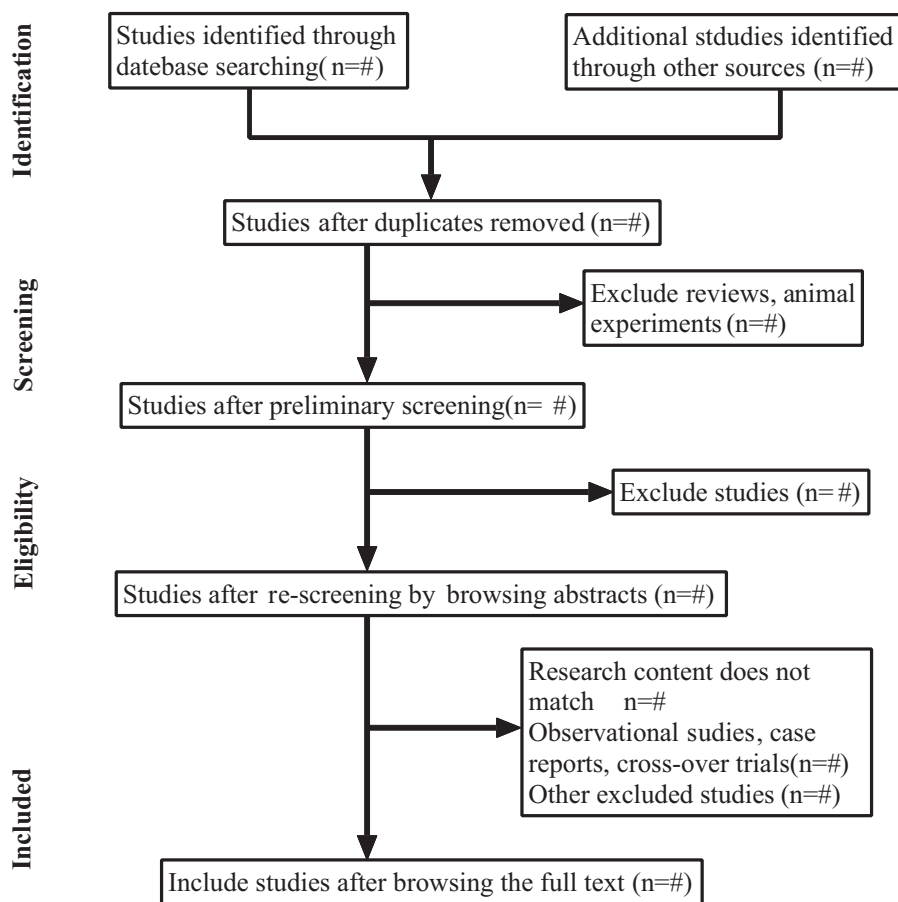 Identification
Studies identified through
datebase searching( n=#)
Additional stdudies identified
through other sources (n=#)
Studies after duplicates removed (n=#)
Screening
Exclude reviews, animal
experiments (n=#)
Studies after preliminary screening(n= #)
Eligibility
Exclude studies (n=#)
Studies after re-screening by browsing abstracts (n=#)
Included
Research content does not
match n=#
Observational sudies, case
reports, cross-over trials(n=#)
Other excluded studies (n=#)
Include studies after browsing the full text (n=#)